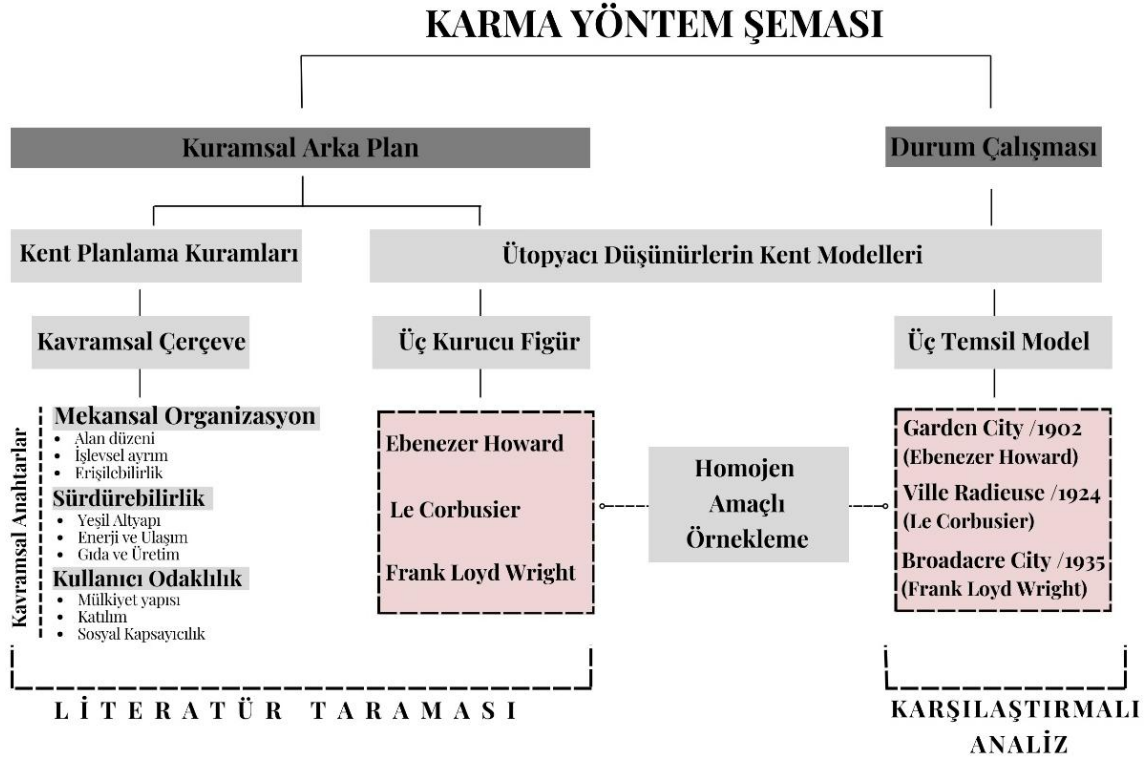 KARMA YÖNTEM ŞEMASI
Kuramsal Arka Plan
Durum Çalışması
Kent Planlama Kuramları
Ütopyacı Düşünürlerin Kent Modelleri
Kavramsal Çerçeve
Üç Kurucu Figür
Üç Temsil Model
Kavramsal Anahtarlar
Mekansal Organizasyon
• Alan düzeni
• İşlevsel ayrım
• Erişilebilirlik
Sürdürebilirlik
• Yeşil Altyapı
• Enerji ve Ulaşım
• Gıda ve Üretim
Kullanıcı Odaklılık
• Mülkiyet yapısı
• Katılım
• Sosyal Kapsayıcılık
Ebenezer Howard
Le Corbusier
Frank Loyd Wright
Homojen
Amaçlı
Örnekleme
Garden City /1902
(Ebenezer Howard)
Ville Radieuse /1924
(Le Corbusier)
Broadacre City /1935
(Frank Loyd Wright)
LİTERATÜR TARAMASI
KARŞILAŞTIRMALI
ANALİZ